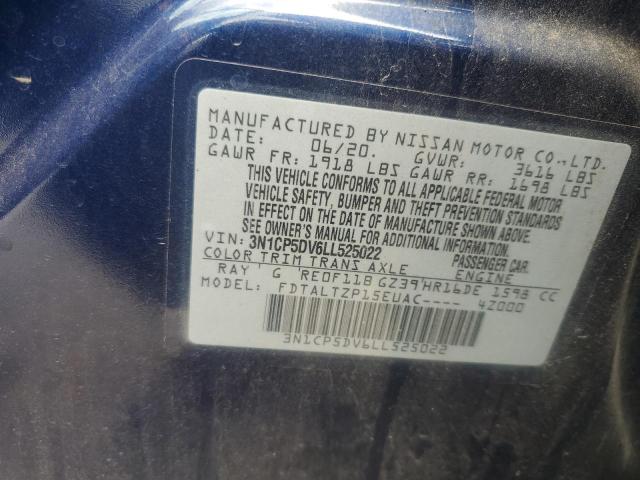 MANUFACTURED BY NISSAN MOTOR CO.,LTD.
DATE: 06/20. GVWR: 3616 LBS
GAWR FR: 1918 LBS GAWR RR: 1698 LBS
THIS VEHICLE CONFORMS TO ALL APPLICABLE FEDERAL MOTOR
VEHICLE SAFETY, BUMPER AND THEFT PREVENTION STANDARDS
IN EFFECT ON THE DATE OF MANUFACTURE SHOWN ABOVE.
SEE OWNER'S MANUAL FOR ADDITIONAL DATA.
VIN: 3N1CP5DV6LL525022 PASSENGER CAR.
COLOR TRIM TRANS AXLE ENGINE
RAY ' G ' RE0F11B GZ39'HR16DE 1598 CC
MODEL: FDTALTZP15EUAC---- 4Z000
3N1CP5DV6LL525022